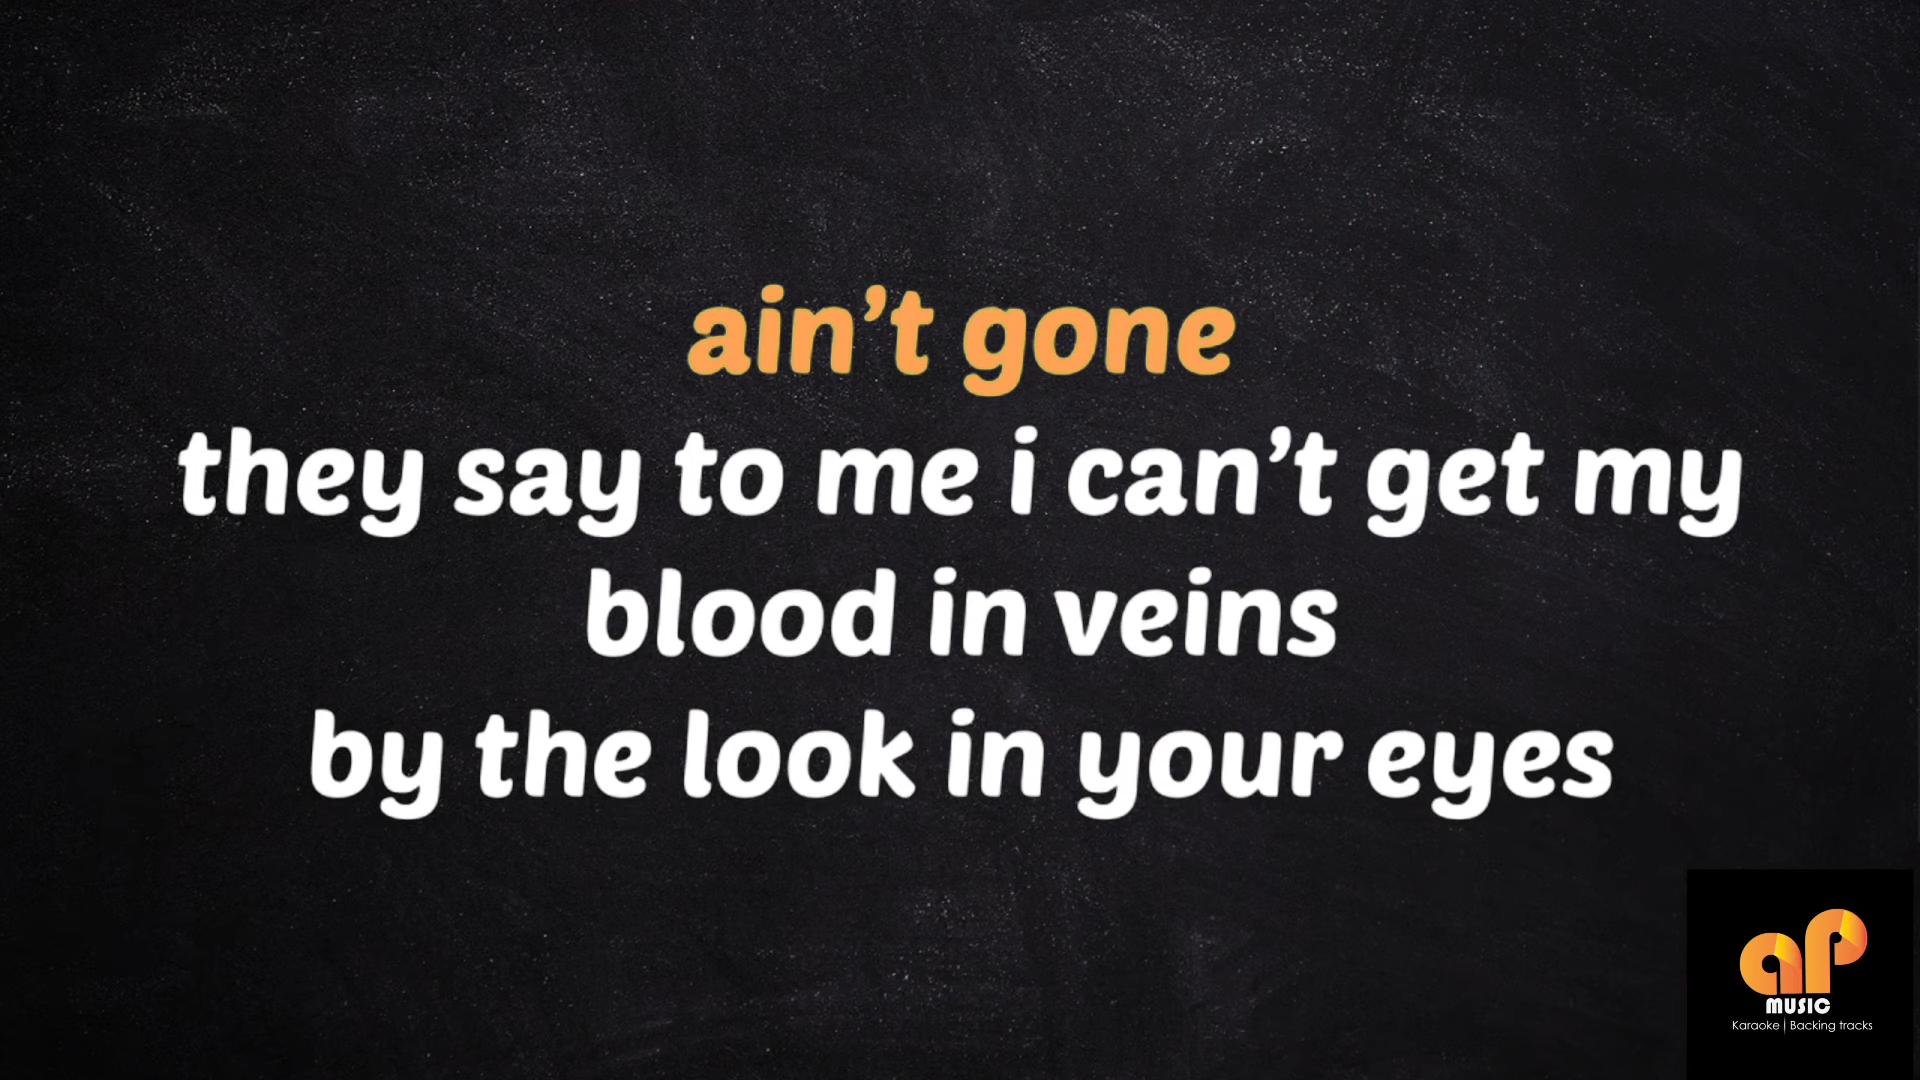 ain’t gone
they say to me i can’t get my
blood in veins
by the look in your eyes
aP
MUSIC
Karaoke | Backing tracks